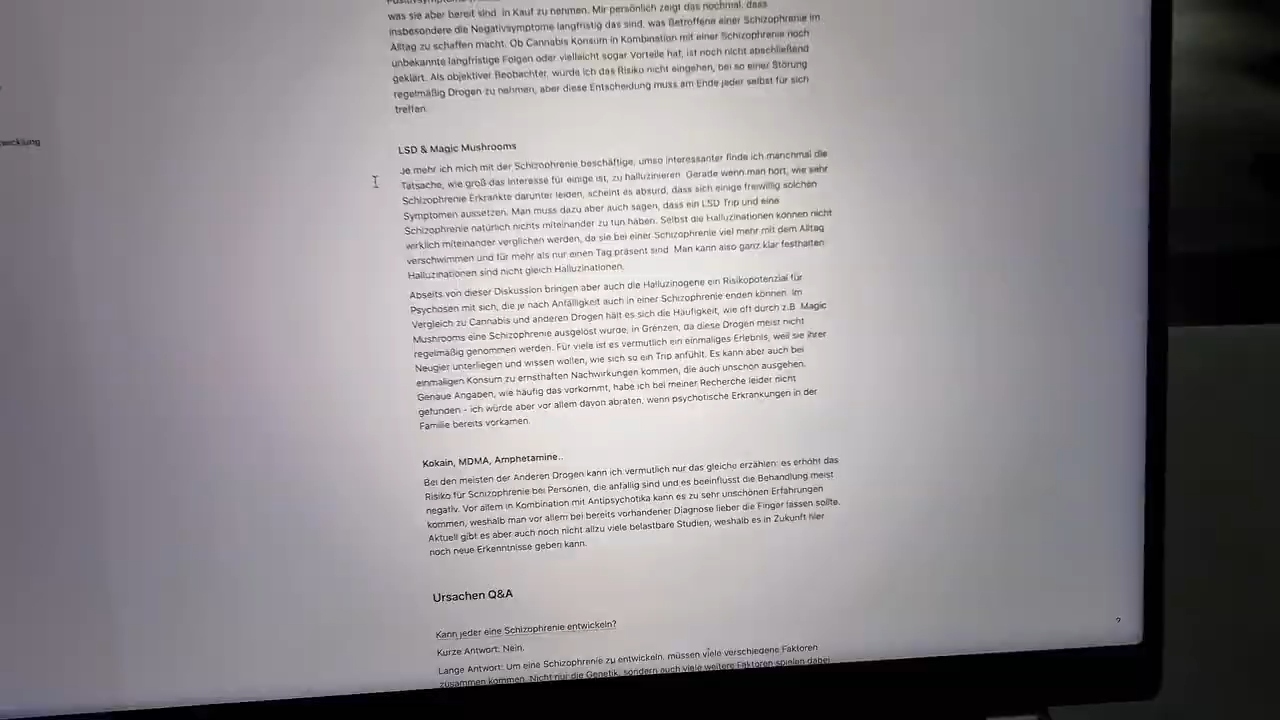 was sie aber bereit sind in Kauf zu nehmen. Mir persönlich zeigt das nochmal, dass
insbesondere die Negativsymptome langfristig das sind, was Betroffene einer Schizophrenie im
Alltag zu schaffen macht. Ob Cannabis Konsum in Kombination mit einer Schizophrenie noch
unbekannte langfristige Folgen oder vielleicht sogar Vorteile hat, ist noch nicht abschließend
geklärt. Als objektiver Beobachter, würde ich das Risiko nicht eingehen, bei so einer Störung
regelmäßig Drogen zu nehmen, aber diese Entscheidung muss am Ende jeder selbst für sich
treffen.
LSD & Magic Mushrooms
Je mehr ich mich mit der Schizophrenie beschäftige, umso interessanter finde ich manchmal die
Tatsache, wie groß das Interesse für einige ist, zu halluzinieren. Gerade wenn man hört, wie sehr
Schizophrenie Erkrankte darunter leiden, scheint es absurd, dass sich einige freiwillig solchen
Symptomen aussetzen. Man muss dazu aber auch sagen, dass ein LSD Trip und eine
Schizophrenie natürlich nichts miteinander zu tun haben. Selbst die Halluzinationen können nicht
wirklich miteinander verglichen werden, da sie bei einer Schizophrenie viel mehr mit dem Alltag
verschwimmen und für mehr als nur einen Tag präsent sind. Man kann also ganz klar festhalten
Halluzinationen sind nicht gleich Halluzinationen.
Abseits von dieser Diskussion bringen aber auch die Halluzinogene ein Risikopotenzial für
Psychosen mit sich, die je nach Anfälligkeit auch in einer Schizophrenie enden können. Im
Vergleich zu Cannabis und anderen Drogen hält es sich die Häufigkeit, wie oft durch z.B. Magic
Mushrooms eine Schizophrenie ausgelöst wurde, in Grenzen, da diese Drogen meist nicht
regelmäßig genommen werden. Für viele ist es vermutlich ein einmaliges Erlebnis, weil sie ihrer
Neugier unterliegen und wissen wollen, wie sich so ein Trip anfühlt. Es kann aber auch bei
einmaligen Konsum zu ernsthaften Nachwirkungen kommen, die auch unschön ausgehen.
Genaue Angaben, wie häufig das vorkommt, habe ich bei meiner Recherche leider nicht
gefunden - ich würde aber vor allem davon abraten, wenn psychotische Erkrankungen in der
Familie bereits vorkamen.
Kokain, MDMA, Amphetamine..
Bei den meisten der Anderen Drogen kann ich vermutlich nur das gleiche erzählen: es erhöht das
Risiko für Schizophrenie bei Personen, die anfällig sind und es beeinflusst die Behandlung meist
negativ. Vor allem in Kombination mit Antipsychotika kann es zu sehr unschönen Erfahrungen
kommen, weshalb man vor allem bei bereits vorhandener Diagnose lieber die Finger lassen sollte.
Aktuell gibt es aber auch noch nicht allzu viele belastbare Studien, weshalb es in Zukunft hier
noch neue Erkenntnisse geben kann.
Ursachen Q&A
Kann jeder eine Schizophrenie entwickeln?
Kurze Antwort: Nein.
Lange Antwort: Um eine Schizophrenie zu entwickeln, müssen viele verschiedene Faktoren
zusammen kommen. Nicht nur die Genetik, sondern auch viele weitere Faktoren spielen dabei